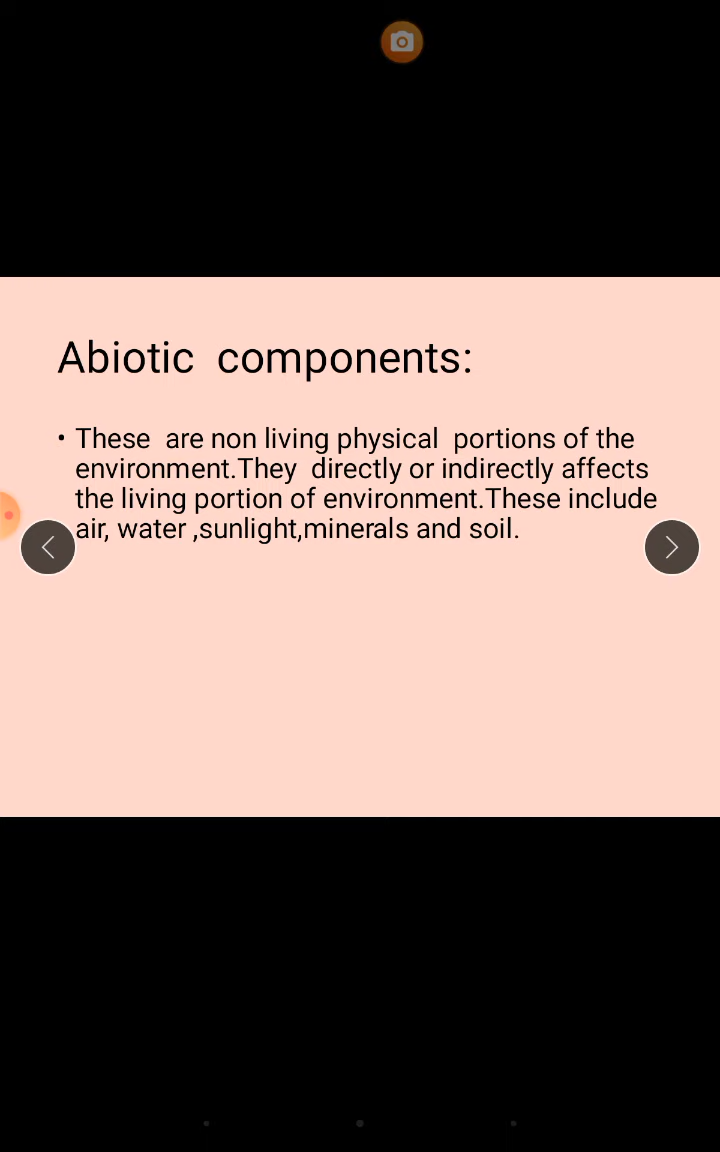 Abiotic  components:
• These  are non living physical  portions of the
environment.They  directly or indirectly affects
the living portion of environment.These include
air, water ,sunlight,minerals and soil.